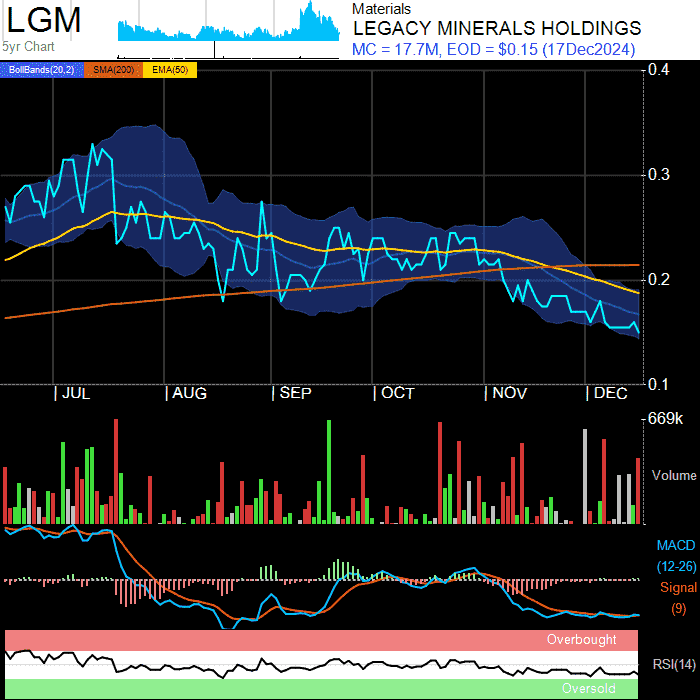 LGM
5yr Chart
Materials
LEGACY MINERALS HOLDINGS
MC = 17.7M, EOD = $0.15 (17Dec2024)
BollBands(20,2) SMA(200) EMA(50)
0.4
0.3
0.2
0.1
JUL AUG SEP OCT NOV DEC
669k
Volume
MACD
(12-26)
Signal
(9)
Overbought
RSI(14)
Oversold